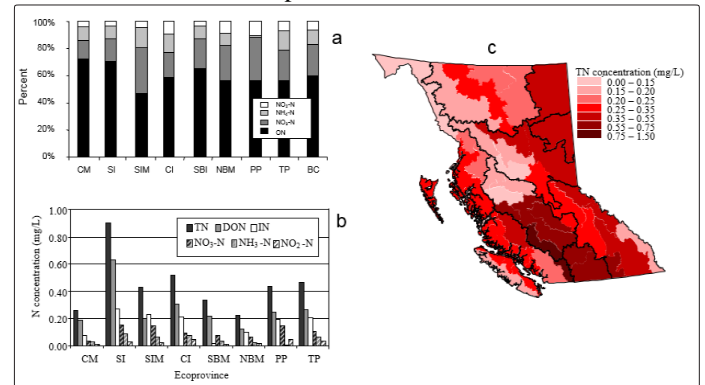 100%
80%
60%
40%
20%
0%
Percent
a
NO₂-N
NH₃-N
NO₃-N
ON
CM SI SIM CI SBI NBM PP TP BC
b
N concentration (mg/L)
1.00
0.80
0.60
0.40
0.20
0.00
TN DON IN
NO₃-N NH₃ -N NO₂ -N
CM SI SIM CI SBM NBM PP TP
Ecoprovince
c
TN concentration (mg/L)
0.00 – 0.15
0.15 – 0.20
0.20 – 0.25
0.25 – 0.35
0.35 – 0.55
0.55 – 0.75
0.75 – 1.50